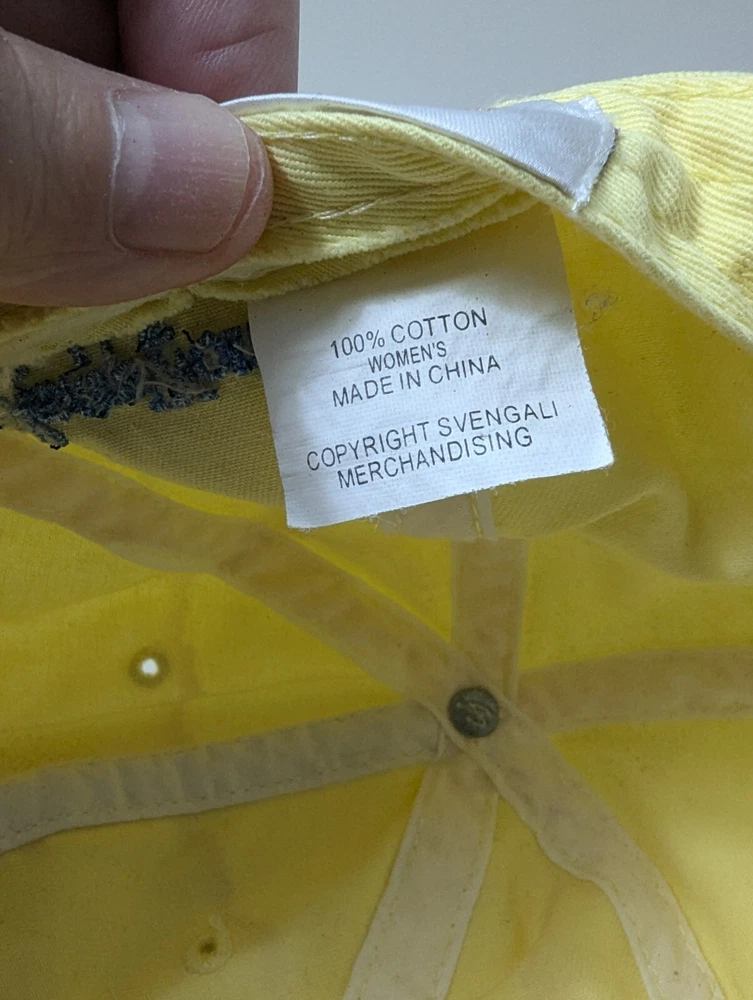 100% COTTON
WOMEN'S
MADE IN CHINA
COPYRIGHT SVENGALI
MERCHANDISING